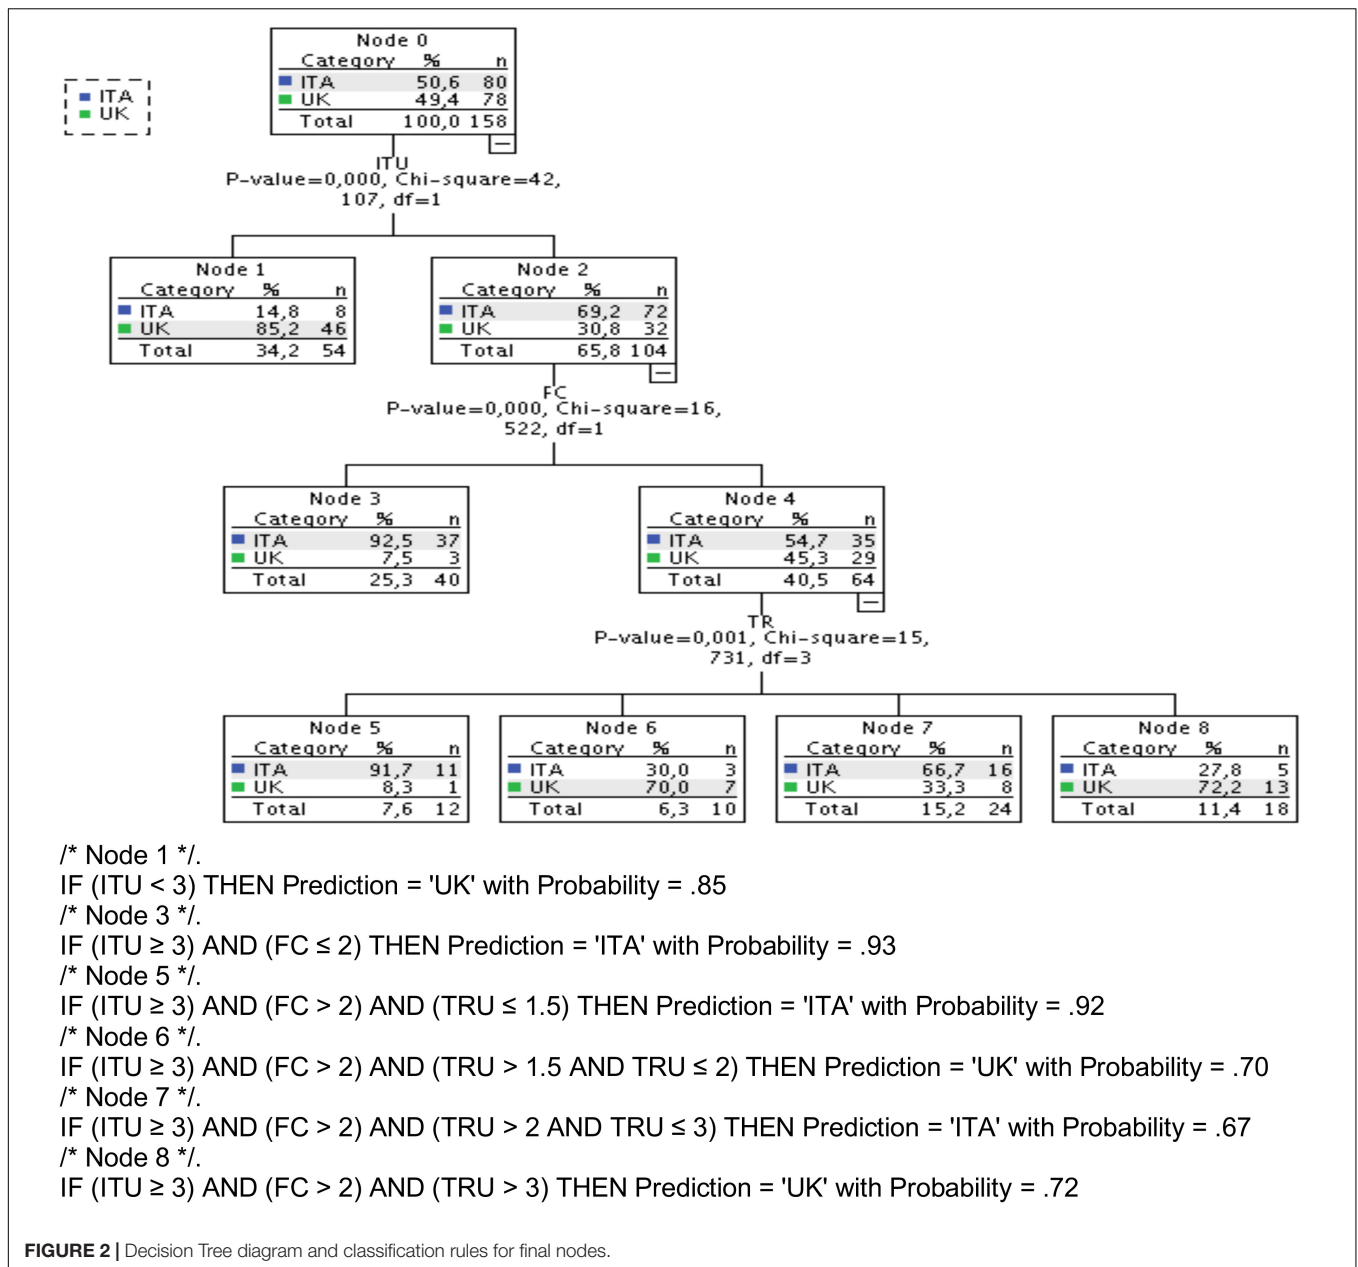 Node 0
Category % n
ITA 50,6 80
UK 49,4 78
Total 100,0 158
ITA
UK
ITU
P-value=0,000, Chi-square=42,
107, df=1
Node 1
Category % n
ITA 14,8 8
UK 85,2 46
Total 34,2 54
Node 2
Category % n
ITA 69,2 72
UK 30,8 32
Total 65,8 104
FC
P-value=0,000, Chi-square=16,
522, df=1
Node 3
Category % n
ITA 92,5 37
UK 7,5 3
Total 25,3 40
Node 4
Category % n
ITA 54,7 35
UK 45,3 29
Total 40,5 64
TR
P-value=0,001, Chi-square=15,
731, df=3
Node 5
Category % n
ITA 91,7 11
UK 8,3 1
Total 7,6 12
Node 6
Category % n
ITA 30,0 3
UK 70,0 7
Total 6,3 10
Node 7
Category % n
ITA 66,7 16
UK 33,3 8
Total 15,2 24
Node 8
Category % n
ITA 27,8 5
UK 72,2 13
Total 11,4 18
/* Node 1 */.
IF (ITU < 3) THEN Prediction = 'UK' with Probability = .85
/* Node 3 */.
IF (ITU ≥ 3) AND (FC ≤ 2) THEN Prediction = 'ITA' with Probability = .93
/* Node 5 */.
IF (ITU ≥ 3) AND (FC > 2) AND (TRU ≤ 1.5) THEN Prediction = 'ITA' with Probability = .92
/* Node 6 */.
IF (ITU ≥ 3) AND (FC > 2) AND (TRU > 1.5 AND TRU ≤ 2) THEN Prediction = 'UK' with Probability = .70
/* Node 7 */.
IF (ITU ≥ 3) AND (FC > 2) AND (TRU > 2 AND TRU ≤ 3) THEN Prediction = 'ITA' with Probability = .67
/* Node 8 */.
IF (ITU ≥ 3) AND (FC > 2) AND (TRU > 3) THEN Prediction = 'UK' with Probability = .72
FIGURE 2 | Decision Tree diagram and classification rules for final nodes.